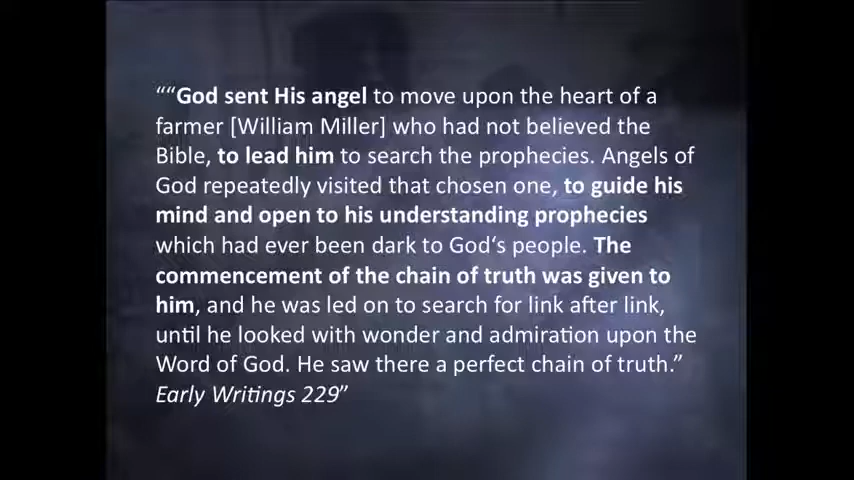 ““God sent His angel to move upon the heart of a
farmer [William Miller] who had not believed the
Bible, to lead him to search the prophecies. Angels of
God repeatedly visited that chosen one, to guide his
mind and open to his understanding prophecies
which had ever been dark to God‘s people. The
commencement of the chain of truth was given to
him, and he was led on to search for link after link,
until he looked with wonder and admiration upon the
Word of God. He saw there a perfect chain of truth.”
Early Writings 229”